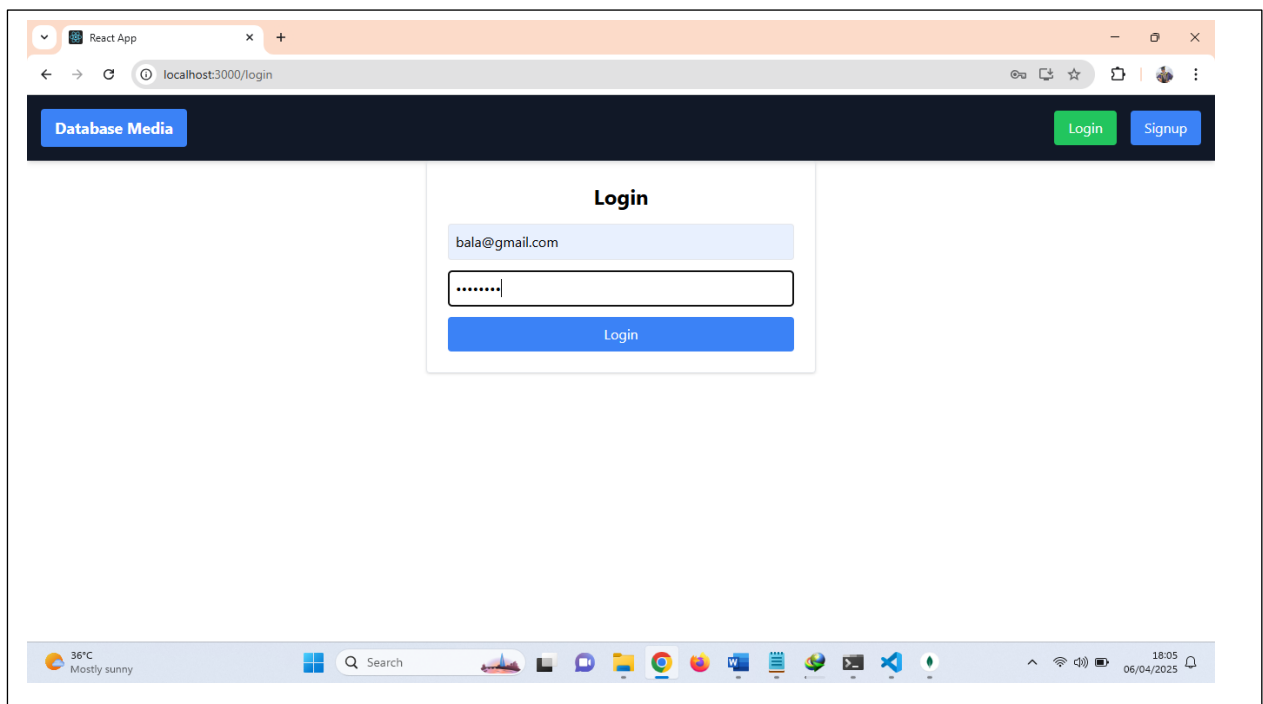 React App
localhost:3000/login
Database Media
Login
Signup
Login
bala@gmail.com
••••••••
Login
36°C
Mostly sunny
Search
18:05
06/04/2025